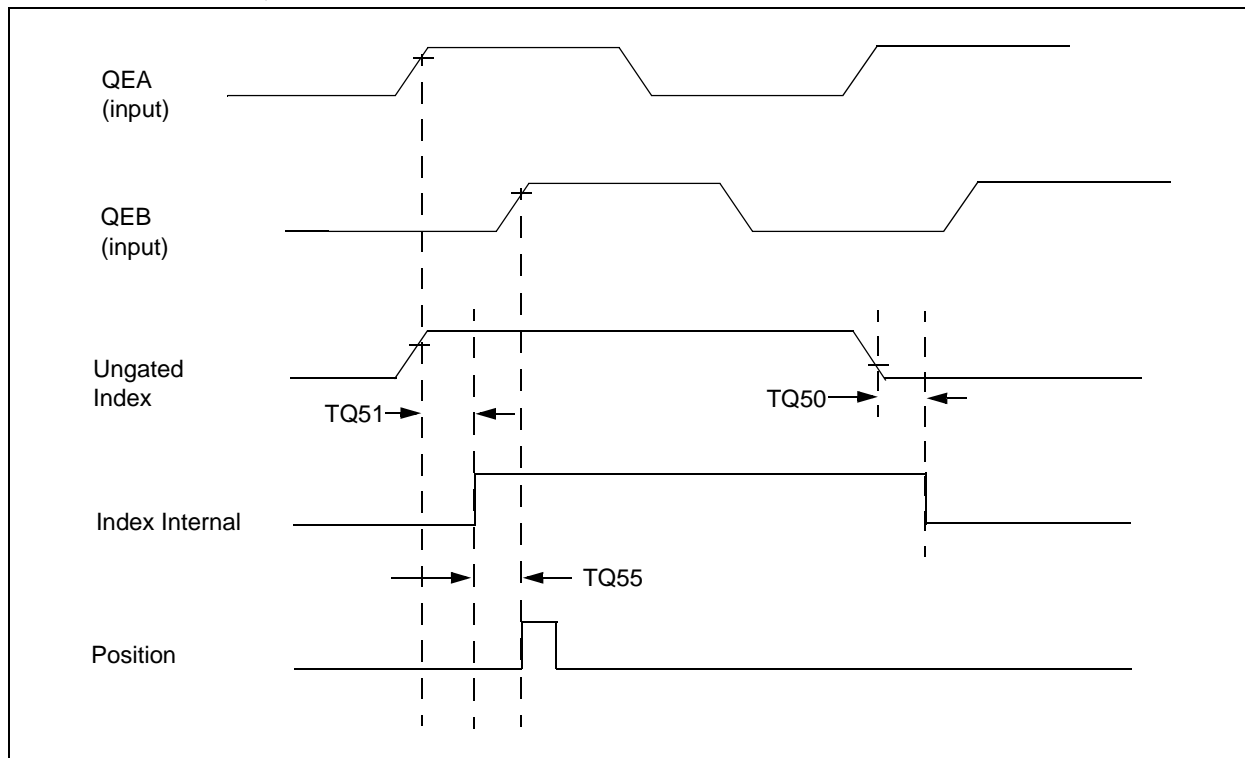 QEA
(input)
QEB
(input)
Ungated
Index
TQ51
TQ50
Index Internal
TQ55
Position